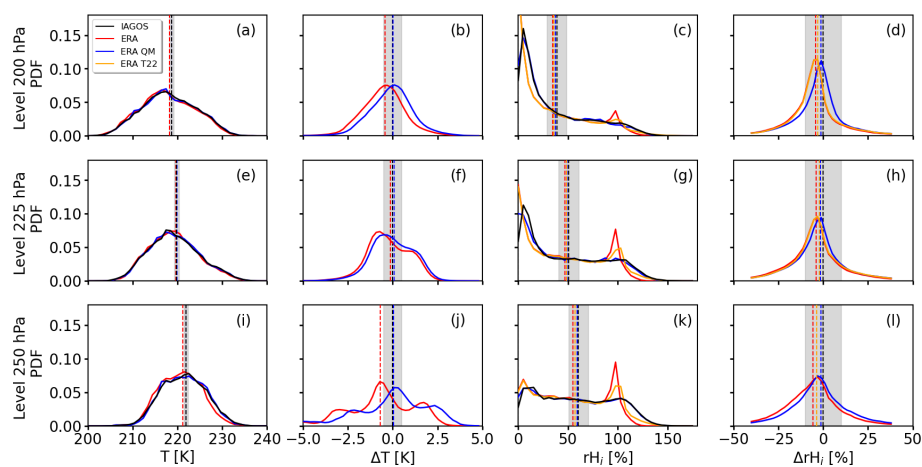 Level 200 hPa
PDF
0.15
0.10
0.05
0.00
IAGOS
ERA
ERA QM
ERA T22
(a)
(b)
(c)
(d)
Level 225 hPa
PDF
0.15
0.10
0.05
0.00
(e)
(f)
(g)
(h)
Level 250 hPa
PDF
0.15
0.10
0.05
0.00
(i)
(j)
(k)
(l)
200 210 220 230 240
−5.0 −2.5 0.0 2.5 5.0
0 50 100 150
−50 −25 0 25 50
T [K]
ΔT [K]
rHi [%]
ΔrHi [%]